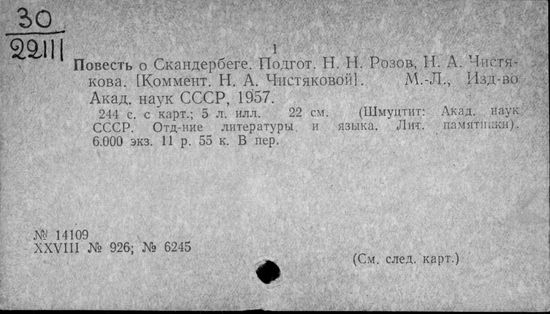 30
22111
1
Повесть о Скандербеге. Подгот. Н. Н. Розов, Н. А. Чистя-
кова. [Коммент. Н. А. Чистяковой]. М.-Л., Изд-во
Акад. наук СССР, 1957.
244 с. с карт.; 5 л. илл. 22 см. (Шмуцтит: Акад. наук
СССР. Отд-ние литературы и языка. Лит. памятники).
6.000 экз. 11 р. 55 к. В пер.
№ 14109
XXVIII № 926; № 6245
(См. след. карт.)